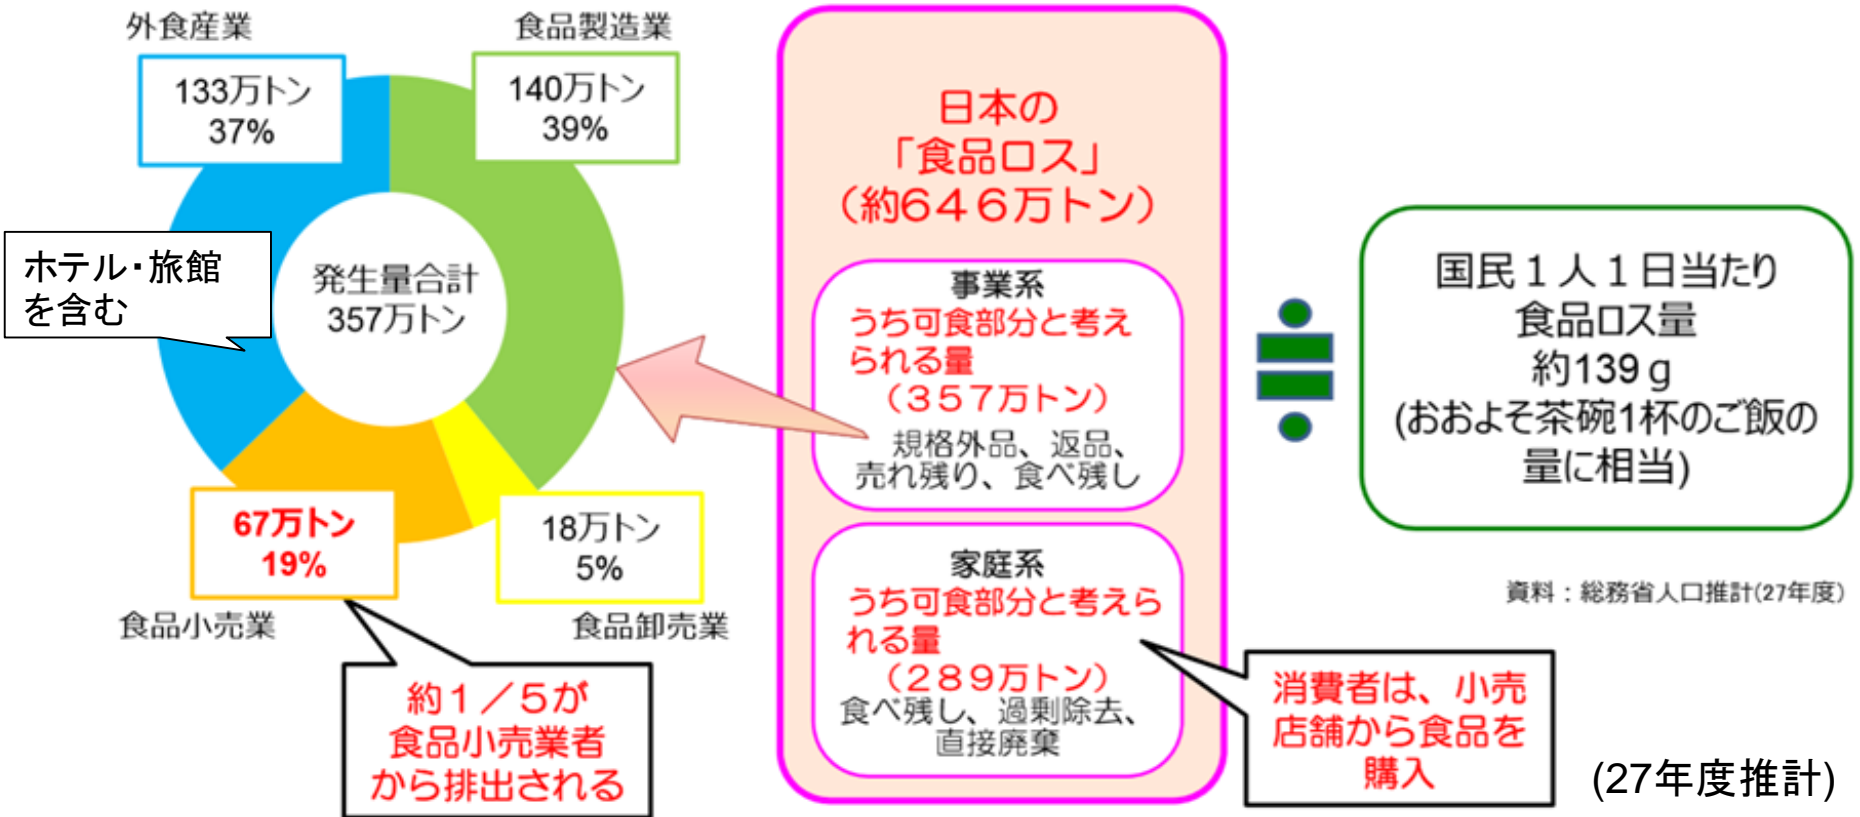 外食産業
133万トン
37%
食品製造業
140万トン
39%
ホテル・旅館
を含む
発生量合計
357万トン
67万トン
19%
食品小売業
18万トン
5%
食品卸売業
約１／５が
食品小売業者
から排出される
日本の
「食品ロス」
（約６４６万トン）
事業系
うち可食部分と考え
られる量
（３５７万トン）
規格外品、返品、
売れ残り、食べ残し
家庭系
うち可食部分と考えら
れる量
（２８９万トン）
食べ残し、過剰除去、
直接廃棄
消費者は、小売
店舗から食品を
購入
国民１人１日当たり
食品ロス量
約139ｇ
(おおよそ茶碗1杯のご飯の
量に相当)
資料：総務省人口推計(27年度)
(27年度推計)